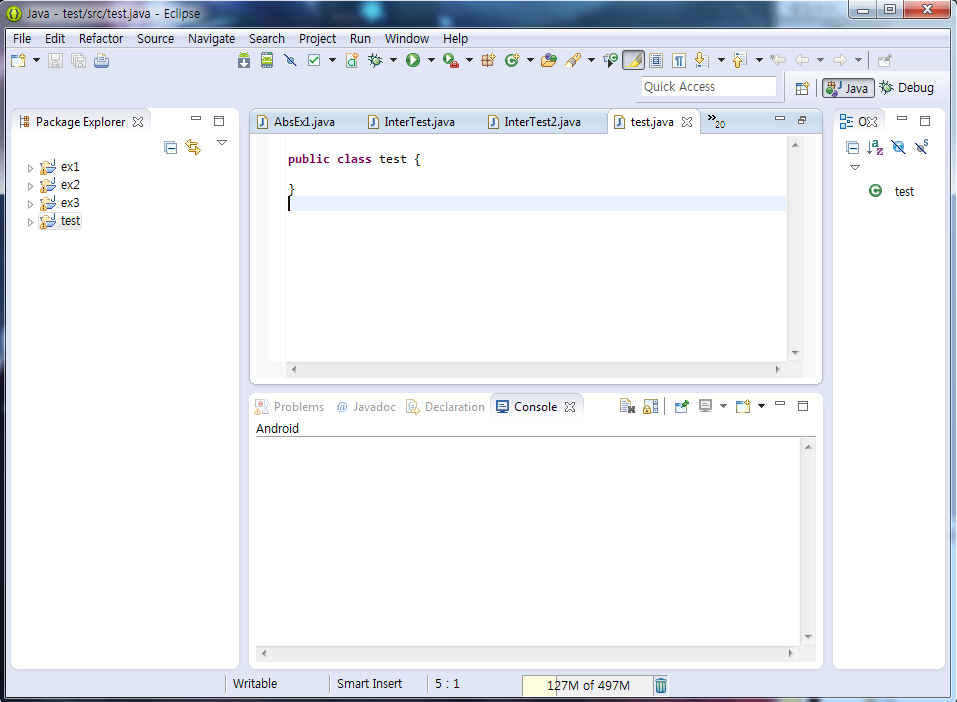 Java - test/src/test.java - Eclipse
File Edit Refactor Source Navigate Search Project Run Window Help
Quick Access
Java
Debug
Package Explorer
ex1
ex2
ex3
test
AbsEx1.java InterTest.java InterTest2.java test.java »20
public class test {
}
O
test
Problems @ Javadoc Declaration Console
Android
Writable Smart Insert 5 : 1 127M of 497M